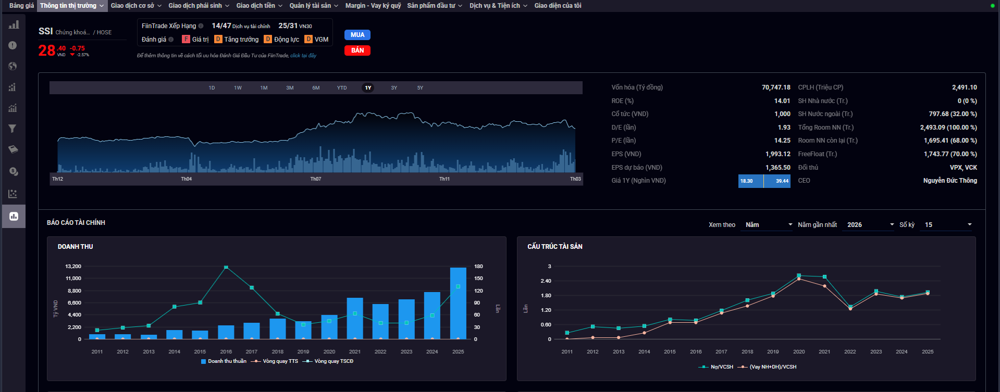 Bảng giá Thông tin thị trường Giao dịch cơ sở Giao dịch phái sinh Giao dịch tiền Quản lý tài sản Margin - Vay ký quỹ Sản phẩm đầu tư Dịch vụ & Tiện ích Giao diện của tôi
SSI Chứng khoá... / HOSE
28.40 -0.75
VND -2.57%
FiinTrade Xếp Hạng 14/47 Dịch vụ tài chính 25/31 VN30
Đánh giá F Giá trị D Tăng trưởng D Động lực D VGM
Để thêm thông tin về cách tối ưu hóa Đánh Giá Đầu Tư của FiinTrade, click tại đây
MUA
BÁN
1D 1W 1M 3M 6M YTD 1Y 3Y 5Y
Th12 Th04 Th07 Th11 Th03
Vốn hóa (Tỷ đồng) 70,747.18 CPLH (Triệu CP) 2,491.10
ROE (%) 14.01 SH Nhà nước (Tr.) 0 (0 %)
Cổ tức (VND) 1,000 SH Nước ngoài (Tr.) 797.68 (32.00 %)
D/E (lần) 1.93 Tổng Room NN (Tr.) 2,493.09 (100.00 %)
P/E (lần) 14.25 Room NN còn lại (Tr.) 1,695.41 (68.00 %)
EPS (VND) 1,993.12 FreeFloat (Tr.) 1,743.77 (70.00 %)
EPS dự báo (VND) 1,365.50 Đối thủ VPX, VCK
Giá 1Y (Nghìn VND) 18.30 39.44 CEO Nguyễn Đức Thông
BÁO CÁO TÀI CHÍNH
Xem theo Năm Năm gần nhất 2026 Số kỳ 15
DOANH THU
13,200 180
11,000 150
8,800 120
6,600 90
4,400 60
2,200 30
0 0
Tỷ VND
Lần
2011 2012 2013 2014 2015 2016 2017 2018 2019 2020 2021 2022 2023 2024 2025
Doanh thu thuần Vòng quay TTS Vòng quay TSCĐ
CẤU TRÚC TÀI SẢN
3
2.40
1.80
1.20
0.60
0
Lần
2011 2012 2013 2014 2015 2016 2017 2018 2019 2020 2021 2022 2023 2024 2025
Nợ/VCSH (Vay NH+DH)/VCSH